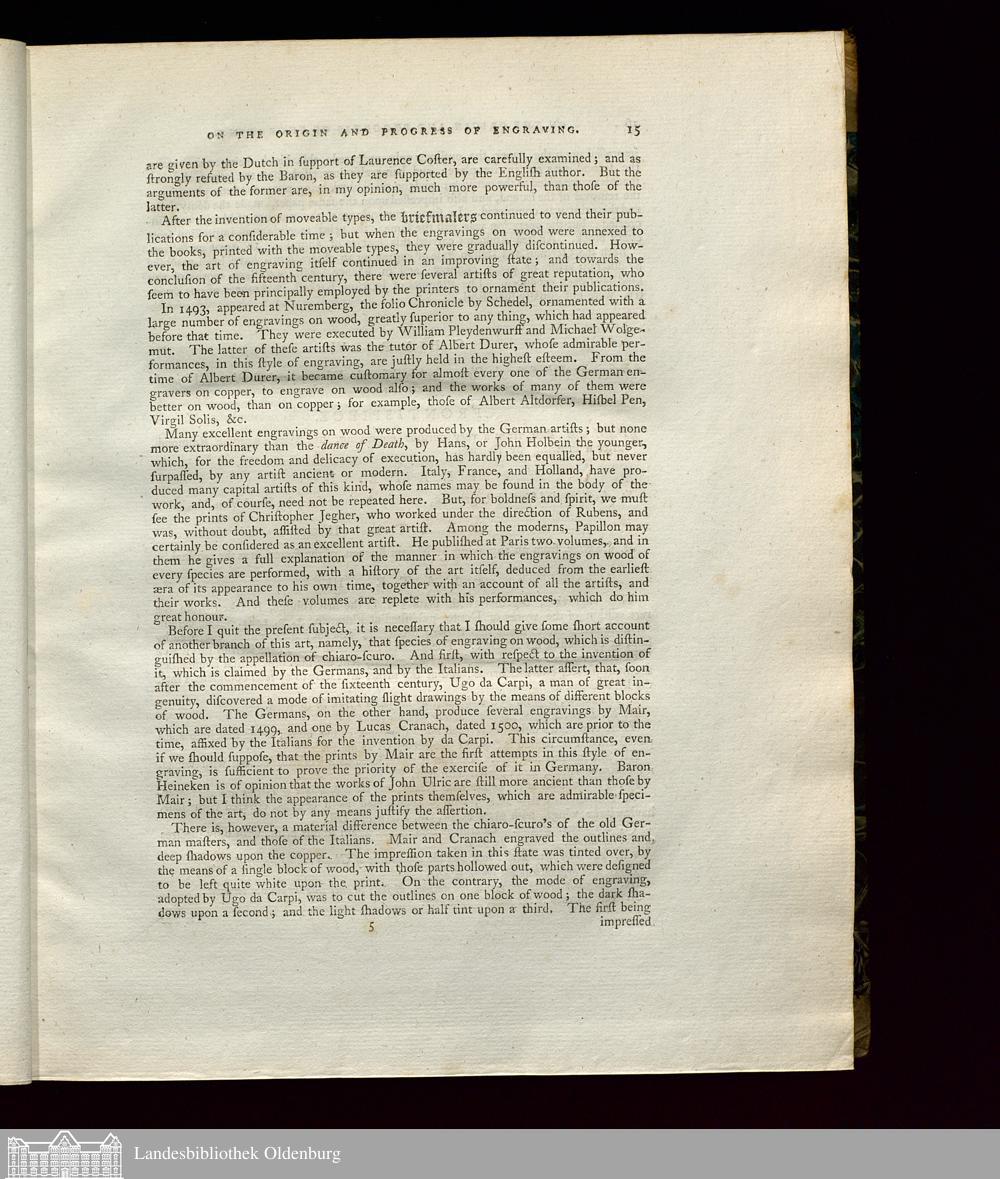 ON THE ORIGIN AND PROGRESS OF ENGRAVING. 15
are given by the Dutch in ſupport of Laurence Coſter, are carefully examined; and as
ſtrongly refuted by the Baron, as they are ſupported by the Engliſh author. But the
arguments of the former are, in my opinion, much more powerful, than thoſe of the
latter.
After the invention of moveable types, the briefmalers continued to vend their pub-
lications for a conſiderable time; but when the engravings on wood were annexed to
the books, printed with the moveable types, they were gradually diſcontinued. How-
ever, the art of engraving itſelf continued in an improving ſtate; and towards the
concluſion of the fifteenth century, there were ſeveral artiſts of great reputation, who
ſeem to have been principally employed by the printers to ornament their publications.
In 1493, appeared at Nuremberg, the folio Chronicle by Schedel, ornamented with a
large number of engravings on wood, greatly ſuperior to any thing, which had appeared
before that time. They were executed by William Pleydenwurff and Michael Wolge-
mut. The latter of theſe artiſts was the tutor of Albert Durer, whoſe admirable per-
formances, in this ſtyle of engraving, are juſtly held in the higheſt eſteem. From the
time of Albert Durer, it became cuſtomary for almoſt every one of the German en-
gravers on copper, to engrave on wood alſo; and the works of many of them were
better on wood, than on copper; for example, thoſe of Albert Altdorfer, Hiſbel Pen,
Virgil Solis, &c.
Many excellent engravings on wood were produced by the German artiſts; but none
more extraordinary than the dance of Death, by Hans, or John Holbein the younger,
which, for the freedom and delicacy of execution, has hardly been equalled, but never
ſurpaſſed, by any artiſt ancient or modern. Italy, France, and Holland, have pro-
duced many capital artiſts of this kind, whoſe names may be found in the body of the
work, and, of courſe, need not be repeated here. But, for boldneſs and ſpirit, we muſt
ſee the prints of Chriſtopher Jegher, who worked under the direction of Rubens, and
was, without doubt, aſſiſted by that great artiſt. Among the moderns, Papillon may
certainly be conſidered as an excellent artiſt. He publiſhed at Paris two volumes, and in
them he gives a full explanation of the manner in which the engravings on wood of
every ſpecies are performed, with a hiſtory of the art itſelf, deduced from the earlieſt
æra of its appearance to his own time, together with an account of all the artiſts, and
their works. And theſe volumes are replete with his performances, which do him
great honour.
Before I quit the preſent ſubject, it is neceſſary that I ſhould give ſome ſhort account
of another branch of this art, namely, that ſpecies of engraving on wood, which is diſtin-
guiſhed by the appellation of chiaro-ſcuro. And firſt, with reſpect to the invention of
it, which is claimed by the Germans, and by the Italians. The latter aſſert, that, ſoon
after the commencement of the ſixteenth century, Ugo da Carpi, a man of great in-
genuity, diſcovered a mode of imitating ſlight drawings by the means of different blocks
of wood. The Germans, on the other hand, produce ſeveral engravings by Mair,
which are dated 1499, and one by Lucas Cranach, dated 1500, which are prior to the
time, affixed by the Italians for the invention by da Carpi. This circumſtance, even
if we ſhould ſuppoſe, that the prints by Mair are the firſt attempts in this ſtyle of en-
graving, is ſufficient to prove the priority of the exerciſe of it in Germany. Baron
Heineken is of opinion that the works of John Ulric are ſtill more ancient than thoſe by
Mair; but I think the appearance of the prints themſelves, which are admirable ſpeci-
mens of the art, do not by any means juſtify the aſſertion.
There is, however, a material difference between the chiaro-ſcuro's of the old Ger-
man maſters, and thoſe of the Italians. Mair and Cranach engraved the outlines and
deep ſhadows upon the copper. The impreſſion taken in this ſtate was tinted over, by
the means of a ſingle block of wood, with thoſe parts hollowed out, which were deſigned
to be left quite white upon the print. On the contrary, the mode of engraving,
adopted by Ugo da Carpi, was to cut the outlines on one block of wood; the dark ſha-
dows upon a ſecond; and the light ſhadows or half tint upon a third. The firſt being
5 impreſſed
Landesbibliothek Oldenburg